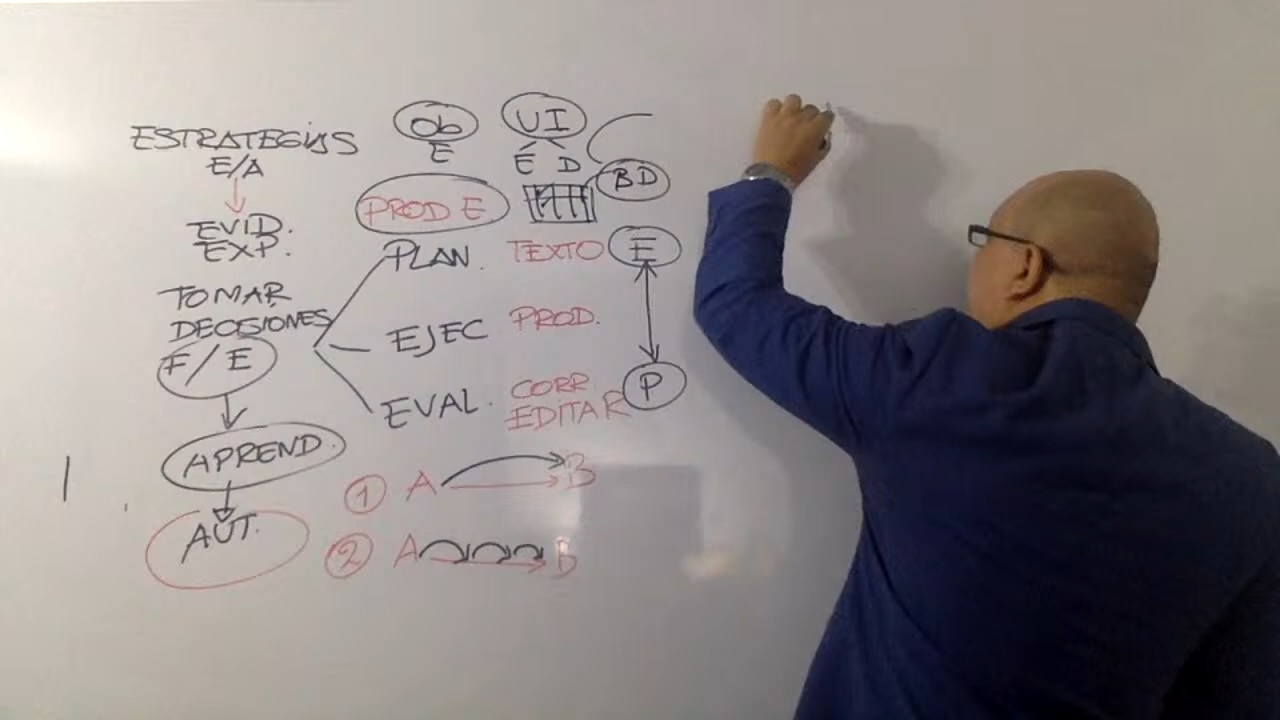 ESTRATEGIAS
E/A
EVID.
EXP.
TOMAR
DECISIONES
F/E
APREND.
AUT.
Ob
E
PROD E
PLAN.
EJEC
EVAL.
UI
E D
BD
TEXTO
PROD.
CORR
EDITAR
E
P
1 A B
2 A B